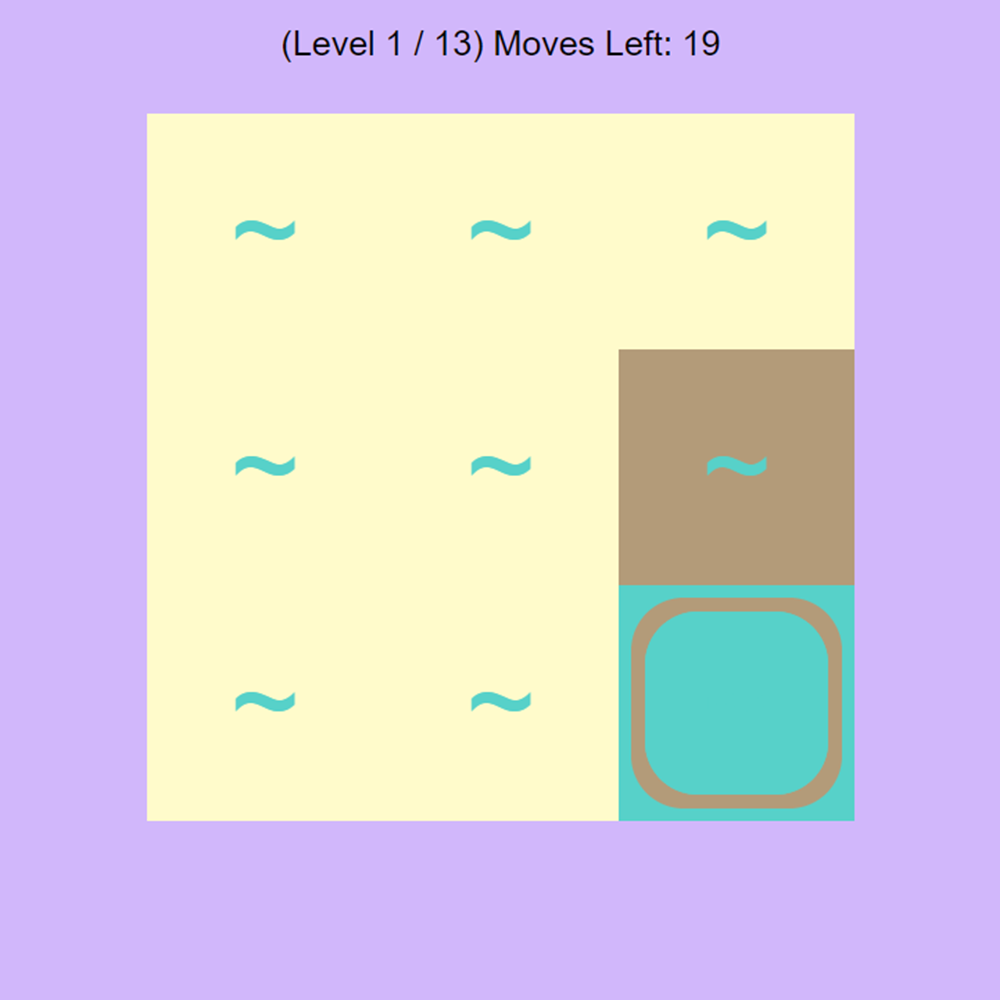 (Level 1 / 13) Moves Left: 19
~ ~ ~
~ ~ ~
~ ~